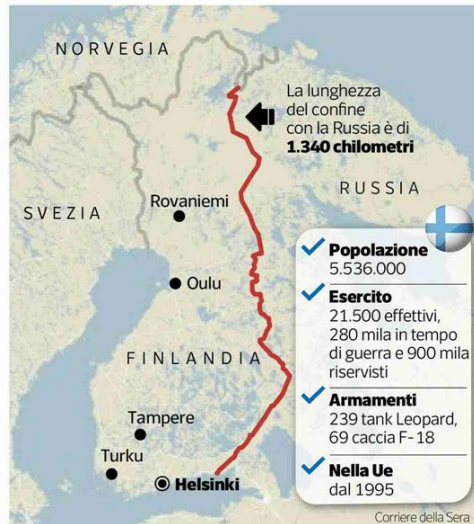 NORVEGIA
La lunghezza
del confine
con la Russia è di
1.340 chilometri
RUSSIA
Rovaniemi
SVEZIA
Oulu
FINLANDIA
Tampere
Turku
Helsinki
Popolazione
5.536.000
Esercito
21.500 effettivi,
280 mila in tempo
di guerra e 900 mila
riservisti
Armamenti
239 tank Leopard,
69 caccia F-18
Nella Ue
dal 1995
Corriere della Sera